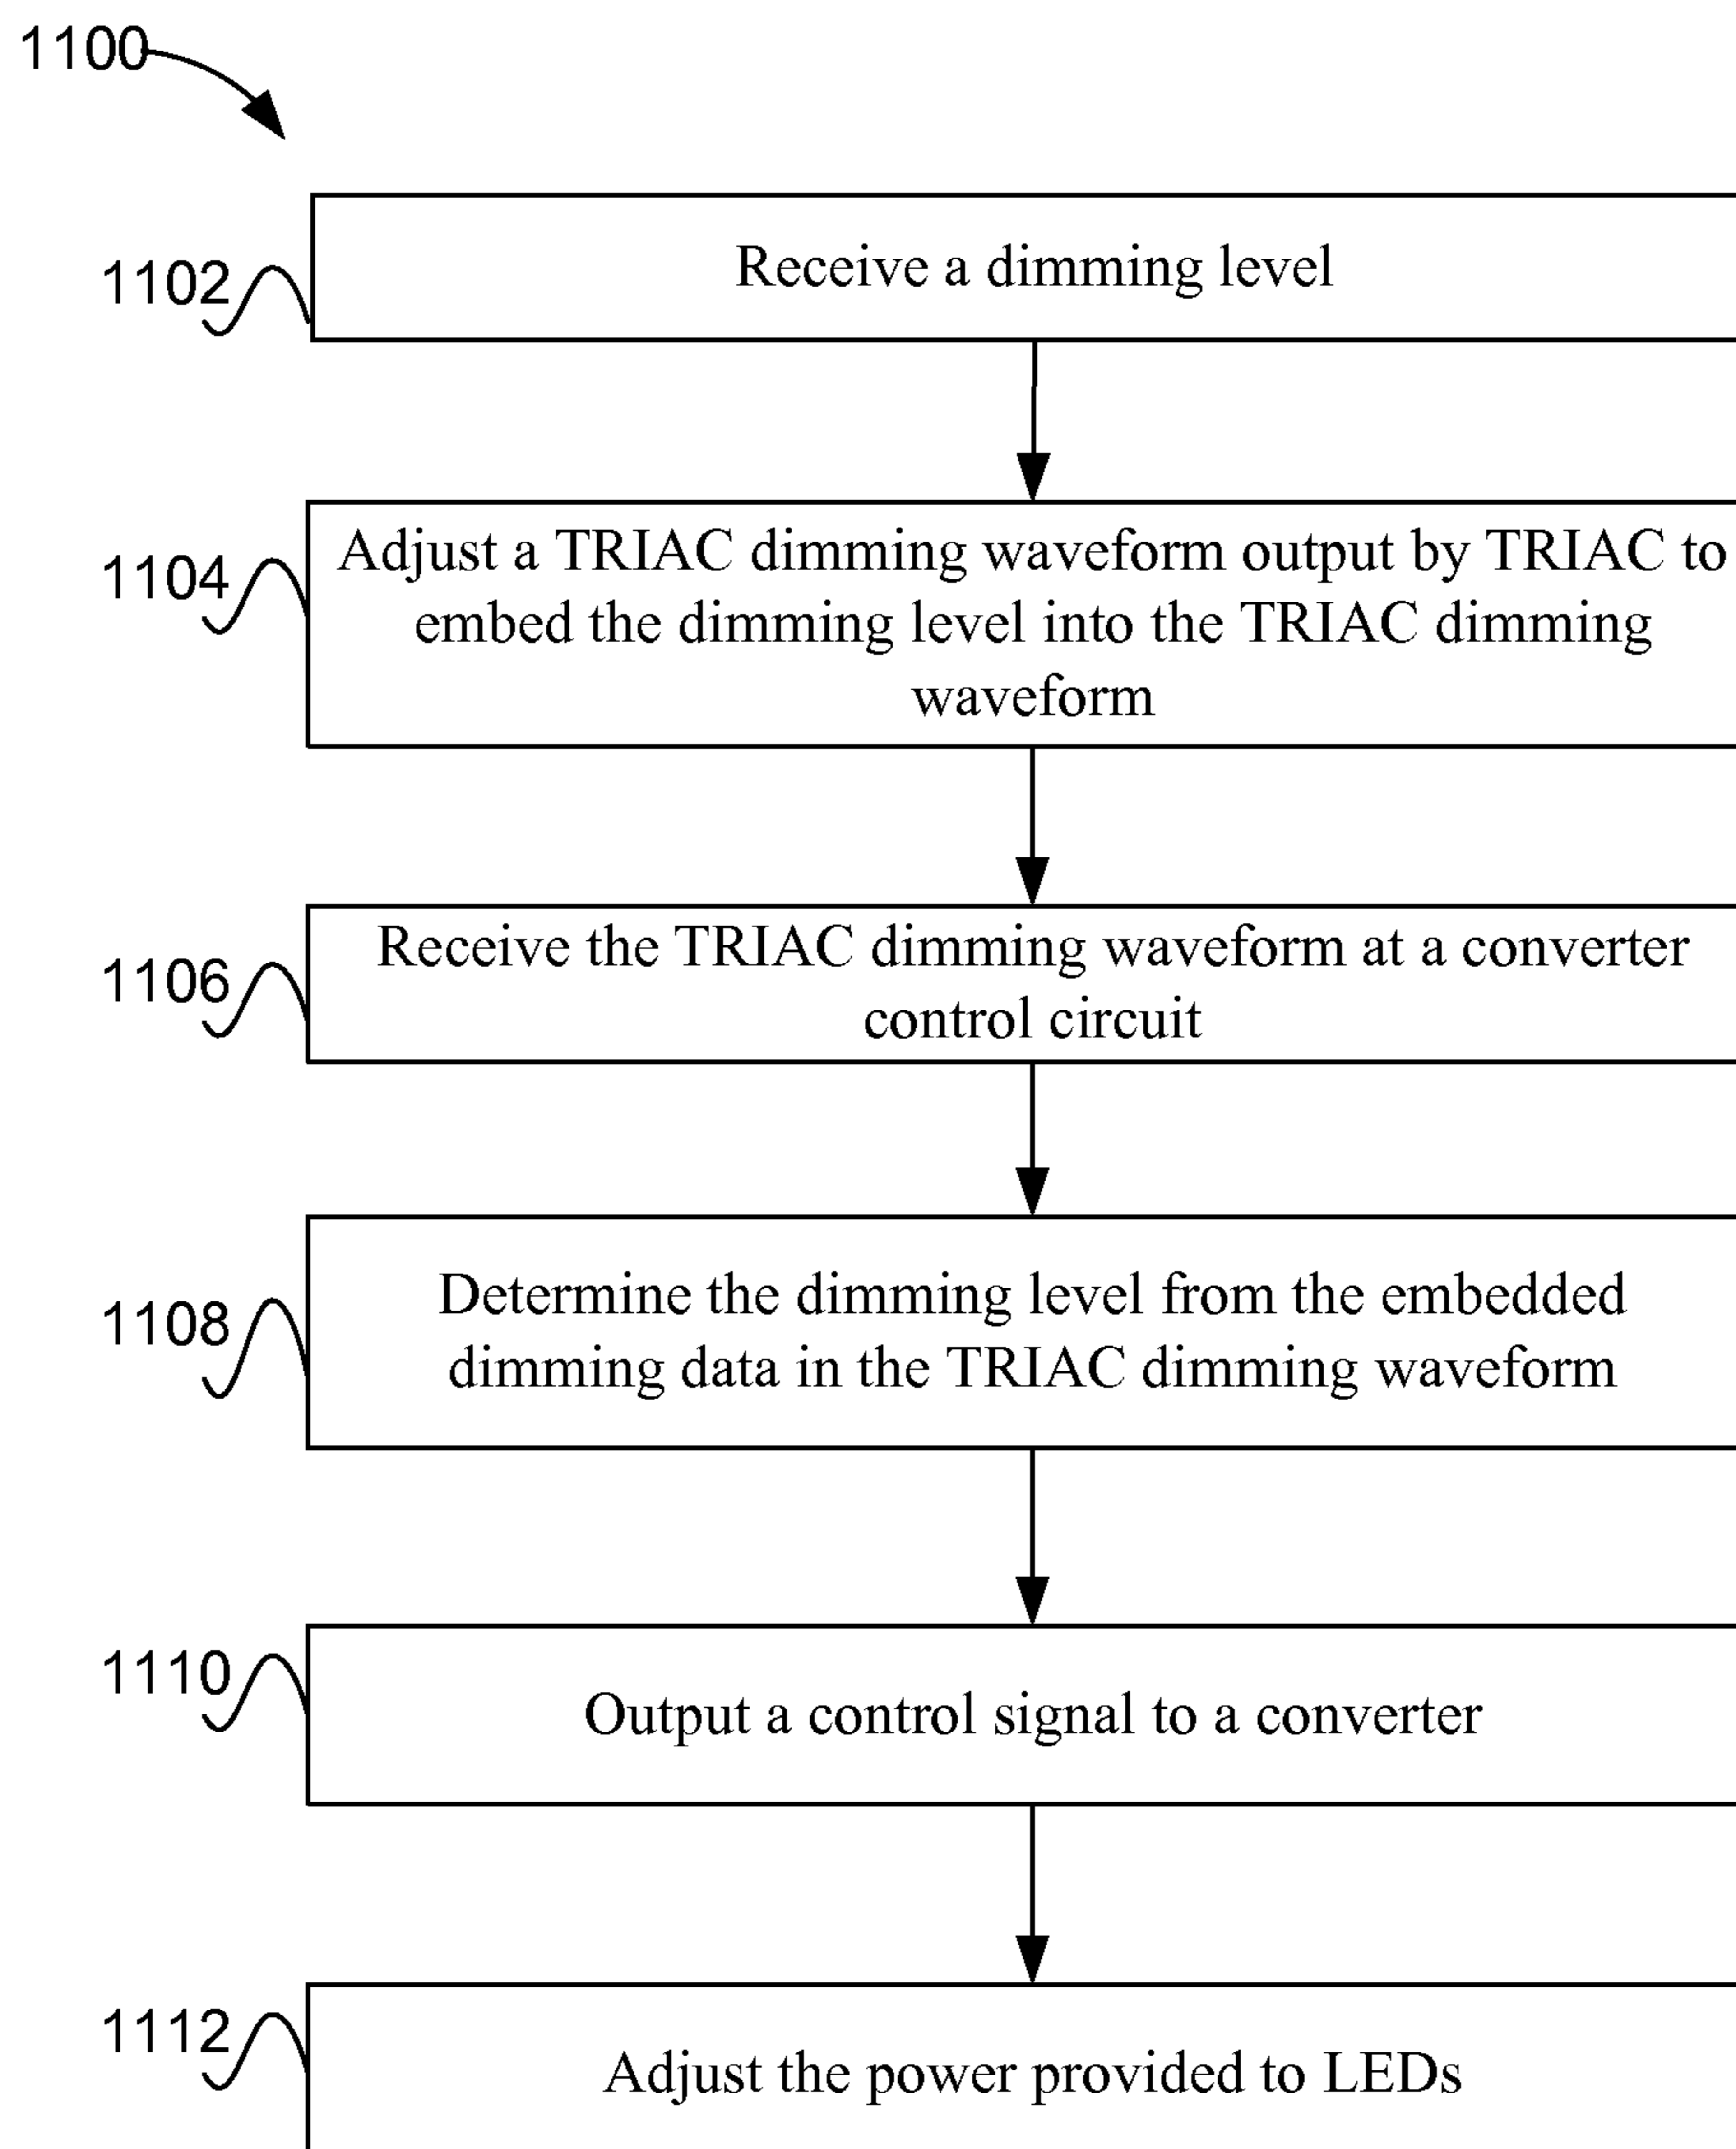 1100
1102
Receive a dimming level
1104
Adjust a TRIAC dimming waveform output by TRIAC to
embed the dimming level into the TRIAC dimming
waveform
1106
Receive the TRIAC dimming waveform at a converter
control circuit
1108
Determine the dimming level from the embedded
dimming data in the TRIAC dimming waveform
1110
Output a control signal to a converter
1112
Adjust the power provided to LEDs